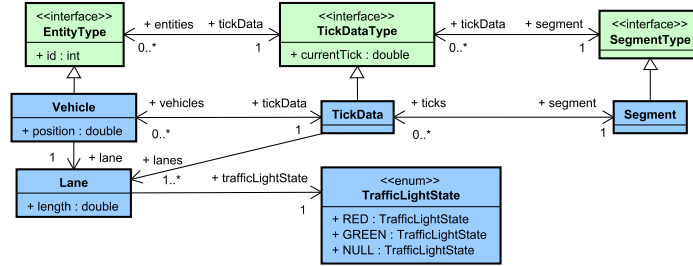 <<interface>>
EntityType
+ id : int
+ entities
+ tickData
0..*
1
<<interface>>
TickDataType
+ currentTick : double
+ tickData
+ segment
0..*
1
<<interface>>
SegmentType
Vehicle
+ position : double
+ vehicles
+ tickData
0..*
1
TickData
+ ticks
+ segment
0..*
1
Segment
1
+ lane
+ lanes
1..*
Lane
+ length : double
+ trafficLightState
1
<<enum>>
TrafficLightState
+ RED : TrafficLightState
+ GREEN : TrafficLightState
+ NULL : TrafficLightState